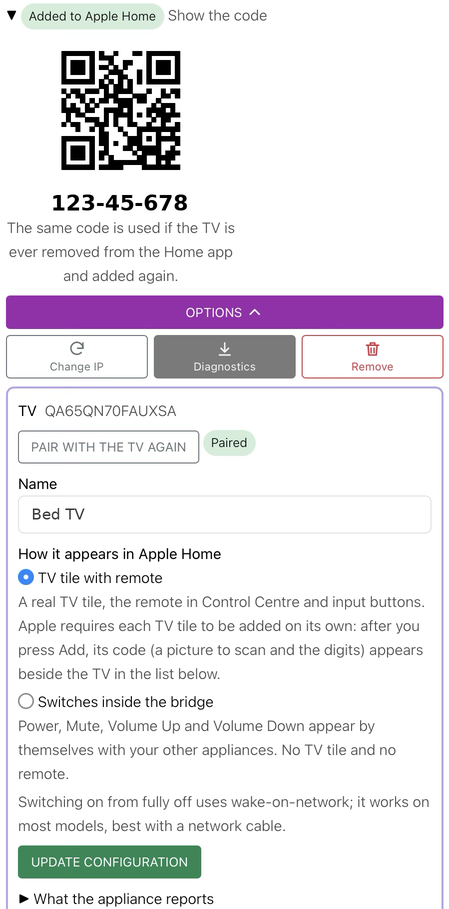 ▼ Added to Apple Home Show the code
123-45-678
The same code is used if the TV is
ever removed from the Home app
and added again.
OPTIONS
Change IP
Diagnostics
Remove
TV QA65QN70FAUXSA
PAIR WITH THE TV AGAIN
Paired
Name
Bed TV
How it appears in Apple Home
TV tile with remote
A real TV tile, the remote in Control Centre and input buttons.
Apple requires each TV tile to be added on its own: after you
press Add, its code (a picture to scan and the digits) appears
beside the TV in the list below.
Switches inside the bridge
Power, Mute, Volume Up and Volume Down appear by
themselves with your other appliances. No TV tile and no
remote.
Switching on from fully off uses wake-on-network; it works on
most models, best with a network cable.
UPDATE CONFIGURATION
▶ What the appliance reports